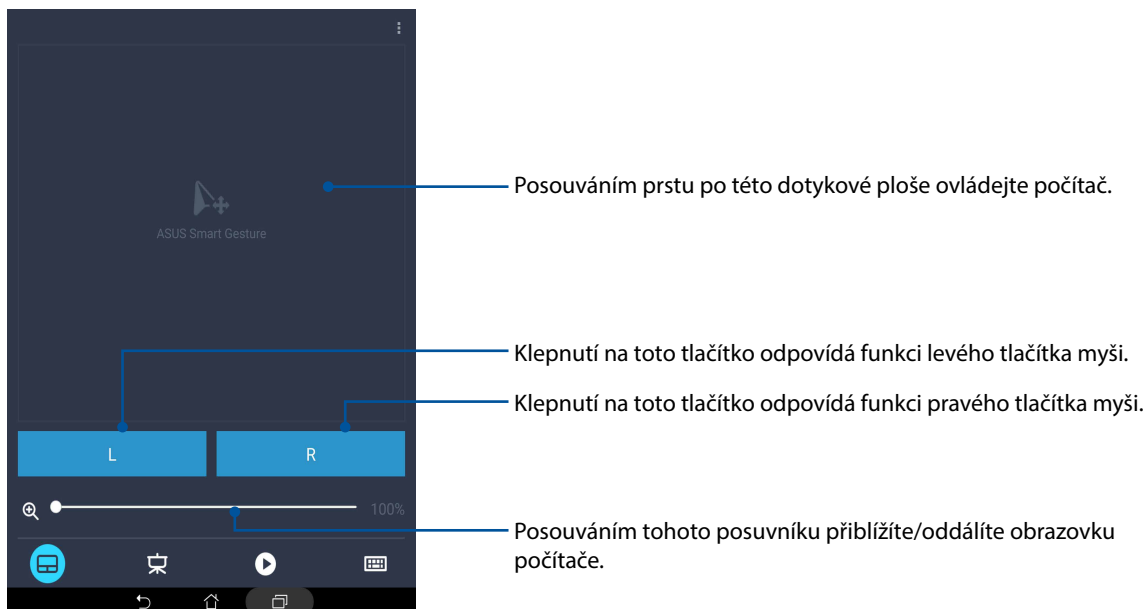 ASUS Smart Gesture
Posouváním prstu po této dotykové ploše ovládejte počítač.
Klepnutí na toto tlačítko odpovídá funkci levého tlačítka myši.
Klepnutí na toto tlačítko odpovídá funkci pravého tlačítka myši.
L R
100%
Posouváním tohoto posuvníku přiblížíte/oddálíte obrazovku
počítače.